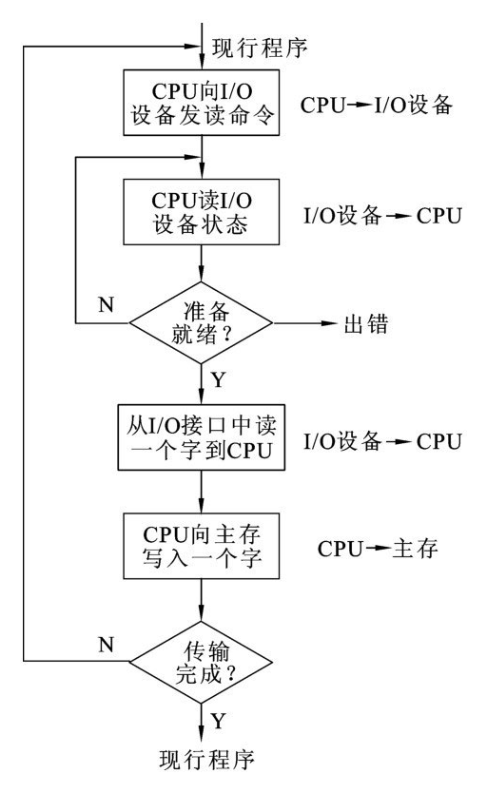 现行程序
CPU向I/O
设备发读命令
CPU→I/O设备
CPU读I/O
设备状态
I/O设备→CPU
N
准备
就绪？
出错
Y
从I/O接口中读
一个字到CPU
I/O设备→CPU
CPU向主存
写入一个字
CPU→主存
N
传输
完成？
Y
现行程序